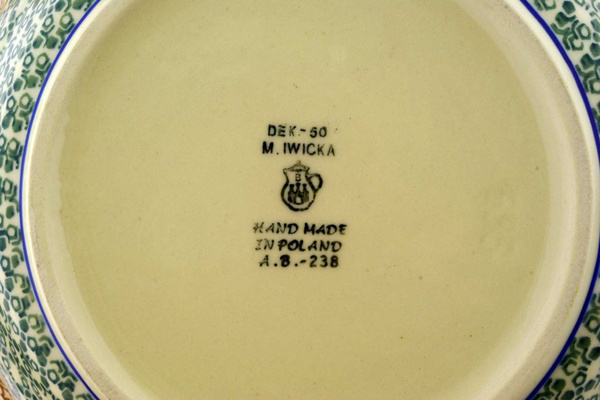 DEK.-60
M. IWICKA
B
HAND MADE
IN POLAND
A.B.-238